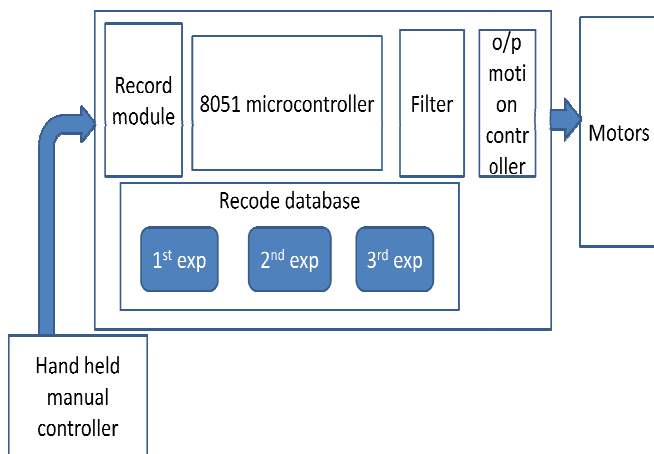 Record
module
8051 microcontroller
Filter
o/p
moti
on
contr
oller
Motors
Recode database
1st exp
2nd exp
3rd exp
Hand held
manual
controller